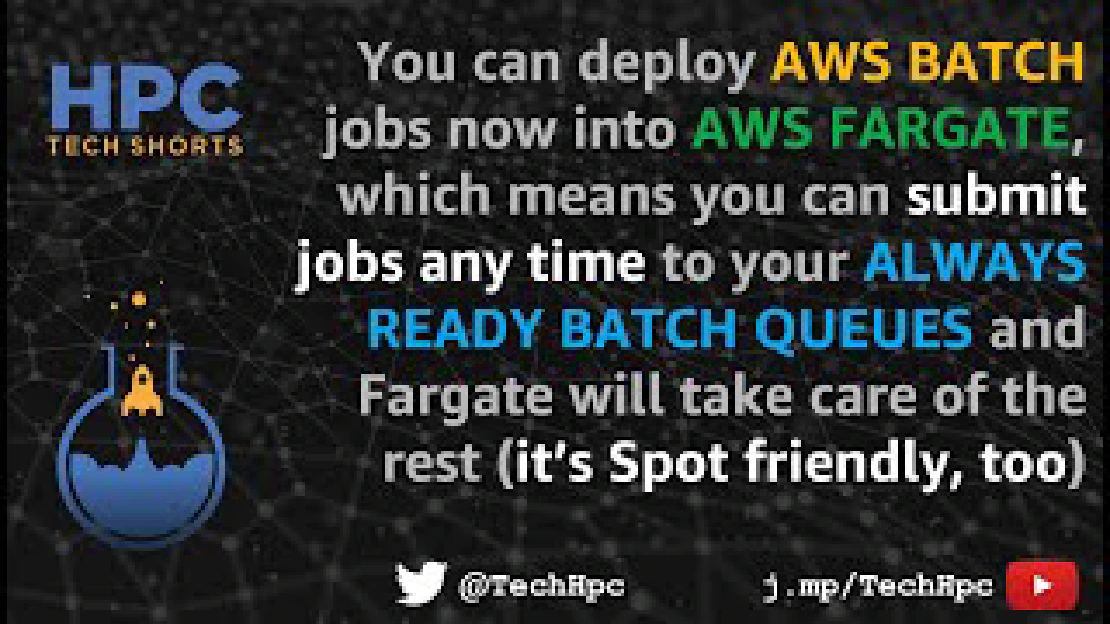 HPC
TECH SHORTS
You can deploy AWS BATCH
jobs now into AWS FARGATE,
which means you can submit
jobs any time to your ALWAYS
READY BATCH QUEUES and
Fargate will take care of the
rest (it's Spot friendly, too)
@TechHpc
j.mp/TechHpc